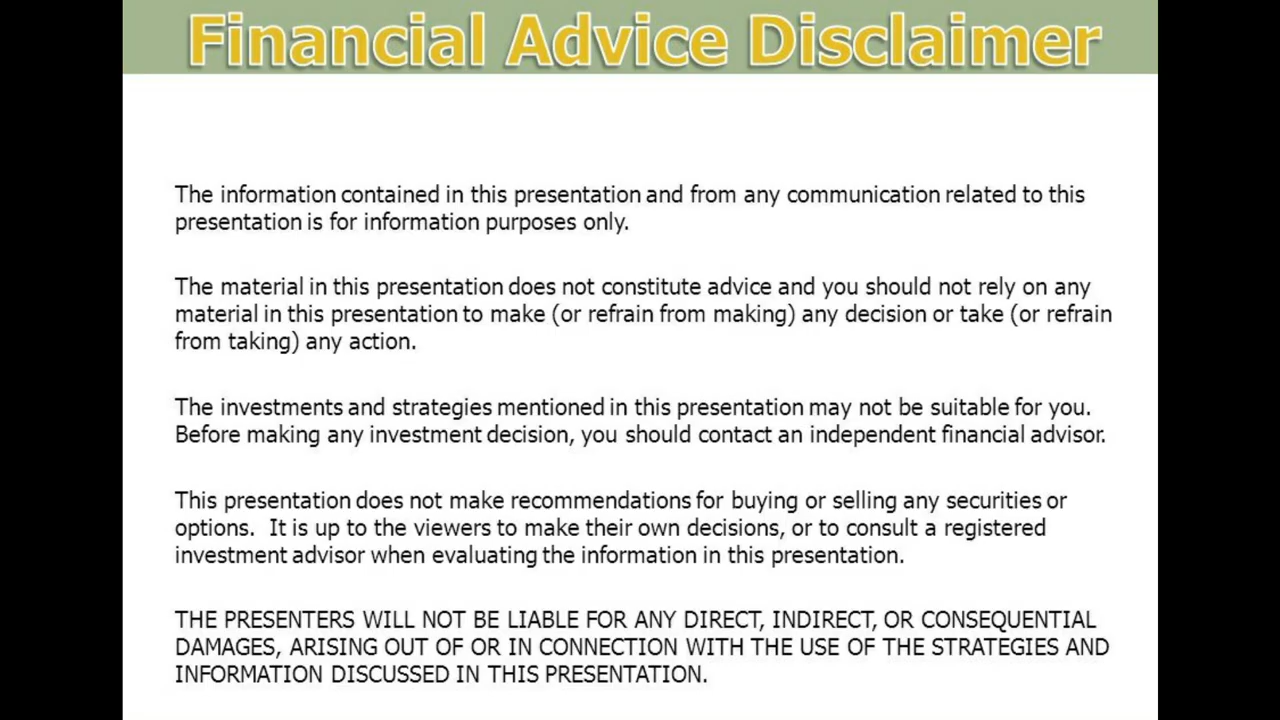 Financial Advice Disclaimer
The information contained in this presentation and from any communication related to this
presentation is for information purposes only.
The material in this presentation does not constitute advice and you should not rely on any
material in this presentation to make (or refrain from making) any decision or take (or refrain
from taking) any action.
The investments and strategies mentioned in this presentation may not be suitable for you.
Before making any investment decision, you should contact an independent financial advisor.
This presentation does not make recommendations for buying or selling any securities or
options.  It is up to the viewers to make their own decisions, or to consult a registered
investment advisor when evaluating the information in this presentation.
THE PRESENTERS WILL NOT BE LIABLE FOR ANY DIRECT, INDIRECT, OR CONSEQUENTIAL
DAMAGES, ARISING OUT OF OR IN CONNECTION WITH THE USE OF THE STRATEGIES AND
INFORMATION DISCUSSED IN THIS PRESENTATION.